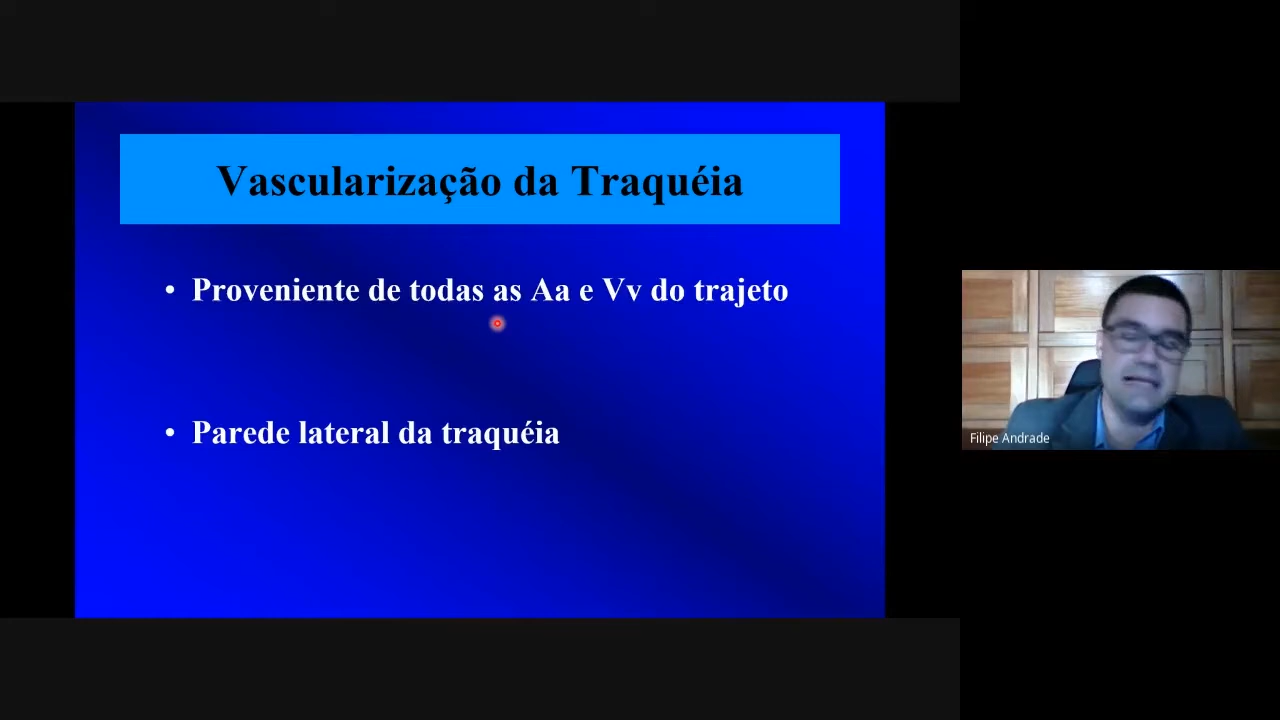 Vascularização da Traquéia
• Proveniente de todas as Aa e Vv do trajeto
• Parede lateral da traquéia
Filipe Andrade